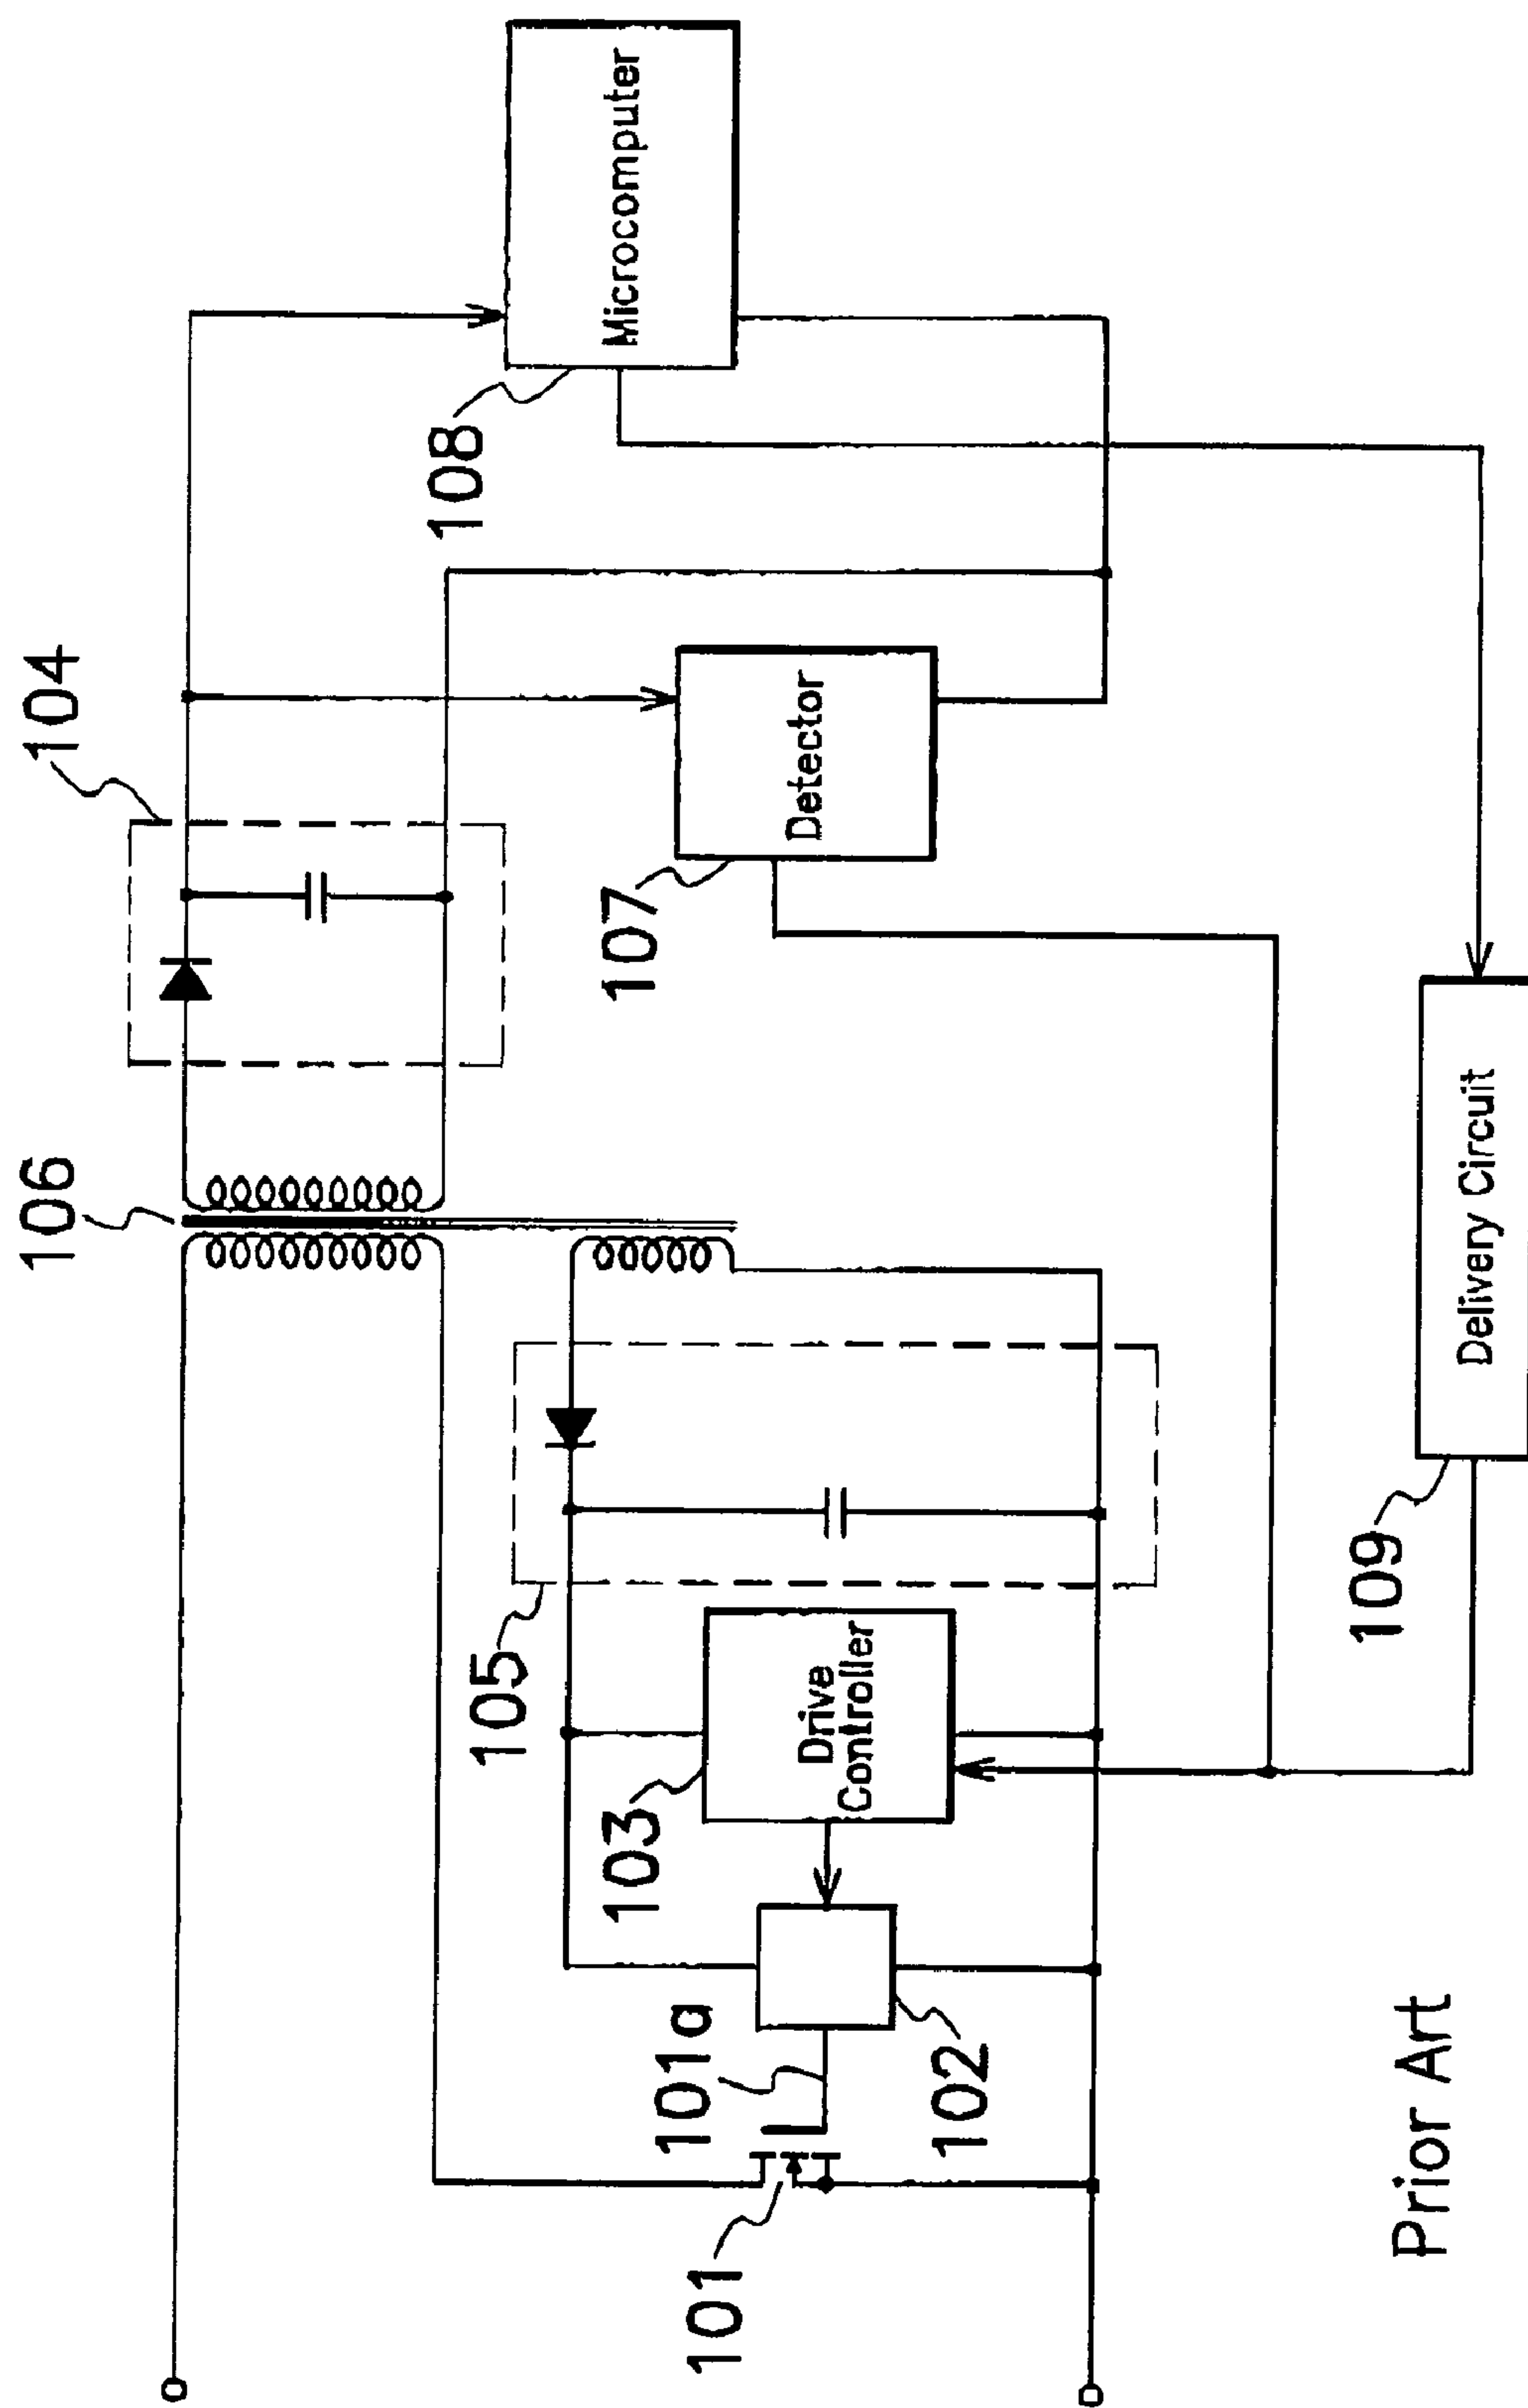 106
104
108
Microcomputer
107
Detector
105
103
Drive
Controller
101a
101
102
109
Delivery Circuit
Prior Art